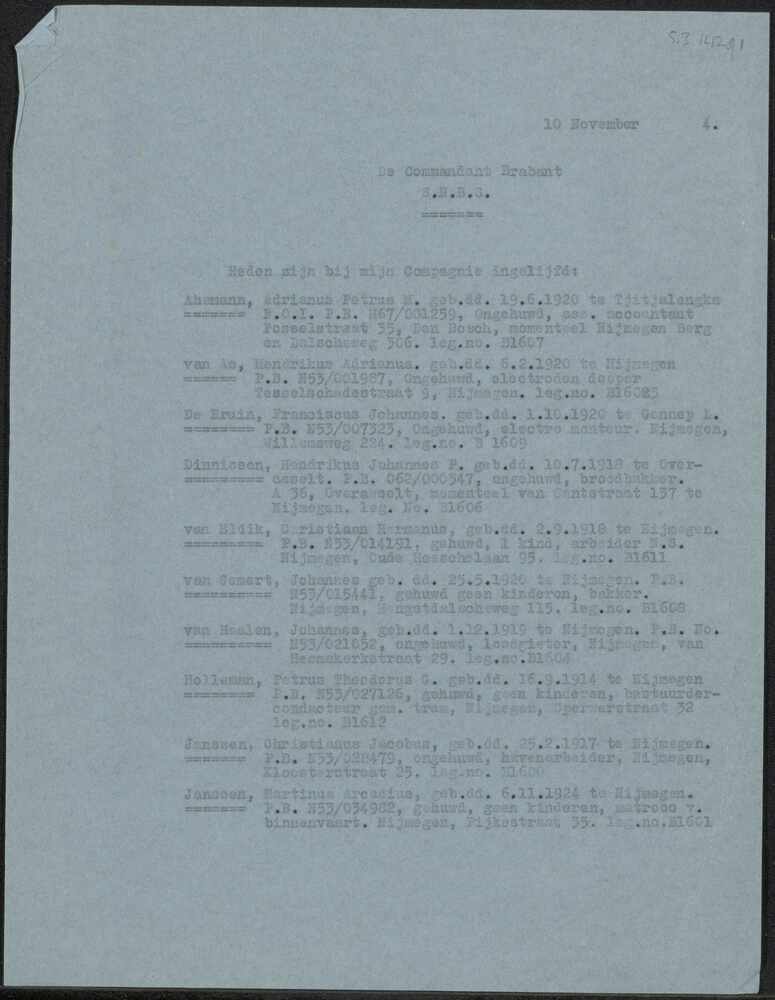 10 November 4.
De Commandant Brabant
S.N.B.S.
=======
Heden zijn bij mijn Compagnie ingelijfd:
Ahsmann, Adrianus Petrus M. geb.dd. 19.6.1920 te Tjitjalengka
======= P.B. H67/001259, Ongehuwd, ass. accountant
Posselstraat 35, Den Bosch, momenteel Nijmegen Berg
en Dalscheweg 306. leg.no. B1607
van As, Hendrikus Adrianus. geb.dd. 6.2.1920 te Nijmegen
====== P.B. N53/001987, Ongehuwd, electroden dooper
Tesselschadestraat 9, Nijmegen. leg.no. B16025
De Bruin, Franciscus Johannes. geb.dd. 1.10.1920 te Gennep L.
======== P.B. N53/007323, Ongehuwd, electro monteur. Nijmegen,
Willemsweg 224. leg.no. B 1609
Dinnissen, Hendrikus Johannes P. geb.dd. 10.7.1918 te Over-
========= asselt. P.B. 062/000547, ongehuwd, broodbakker.
A 36, Overasselt, momenteel van Gentstraat 137 te
Nijmegen. leg. No. B1606
van Eldik, Christiaan Hermanus, geb.dd. 2.9.1918 te Nijmegen.
========= P.B. N53/014191, gehuwd, 1 kind, arbeider N.S.
Nijmegen, Oude Heeschelaan 95. leg.no. B1611
van Gemert, Johannes geb. dd. 25.5.1920 te Nijmegen. P.B.
========== N53/015441, gehuwd geen kinderen, bakker.
Nijmegen, Hengstdalscheweg 115. leg.no. B1608
van Haalen, Johannes, geb.dd. 1.12.1919 te Nijmegen. P.B. No.
========== N53/021052, ongehuwd, loodgieter, Nijmegen, van
Heemskerkstraat 29. leg.no.B1604
Holleman, Petrus Theodorus G. geb.dd. 16.9.1914 te Nijmegen
======== P.B. N53/027126, gehuwd, geen kinderen, bestuurder-
conducteur gem. tram, Nijmegen, Sperwerstraat 32
leg.no. B1612
Janssen, Christianus Jacobus, geb.dd. 25.2.1917 te Nijmegen.
======= P.B. N53/028479, ongehuwd, havenarbeider, Nijmegen,
Kloosterstraat 25. leg.no. B1600
Janssen, Martinus Arcadius, geb.dd. 6.11.1924 te Nijmegen.
======= P.B. N53/034982, gehuwd, geen kinderen, matroos v.
binnenvaart. Nijmegen, Pijkestraat 35. leg.no.B1601